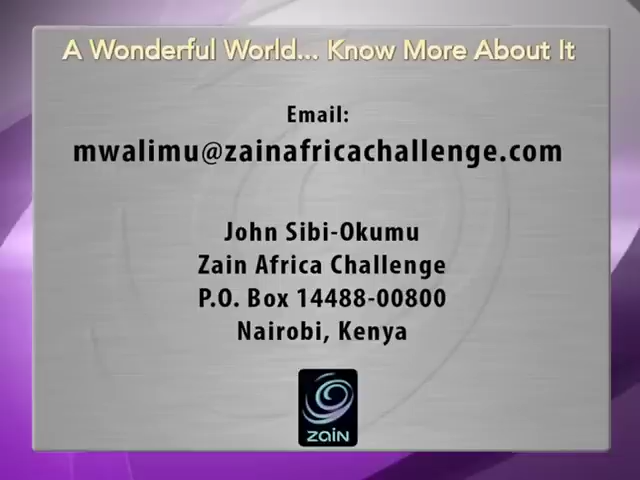 A Wonderful World... Know More About It
Email:
mwalimu@zainafricachallenge.com
John Sibi-Okumu
Zain Africa Challenge
P.O. Box 14488-00800
Nairobi, Kenya
zain